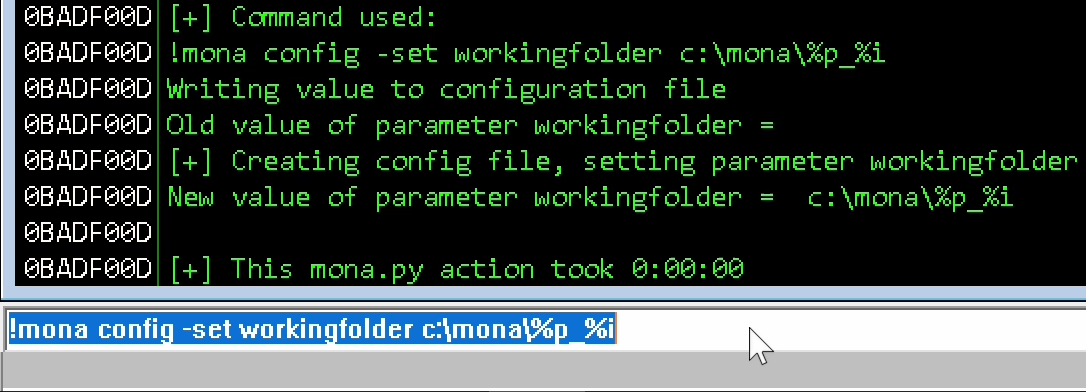 0BADF00D [+] Command used:
0BADF00D !mona config -set workingfolder c:\mona\%p_%i
0BADF00D Writing value to configuration file
0BADF00D Old value of parameter workingfolder =
0BADF00D [+] Creating config file, setting parameter workingfolder
0BADF00D New value of parameter workingfolder =  c:\mona\%p_%i
0BADF00D
0BADF00D [+] This mona.py action took 0:00:00
!mona config -set workingfolder c:\mona\%p_%i